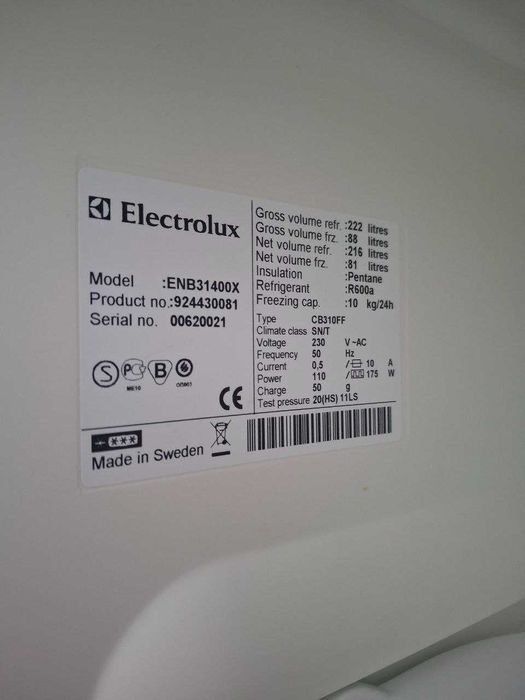 Electrolux
Model :ENB31400X
Product no.:924430081
Serial no. 00620021
S PC B
ME10 ОП001
CE
***
Made in Sweden
Gross volume refr. :222 litres
Gross volume frz. :88 litres
Net volume refr. :216 litres
Net volume frz. :81 litres
Insulation :Pentane
Refrigerant :R600a
Freezing cap. :10 kg/24h
Type CB310FF
Climate class SN/T
Voltage 230 V ~AC
Frequency 50 Hz
Current 0,5 / 10 A
Power 110 / 175 W
Charge 50 g
Test pressure 20(HS) 11LS